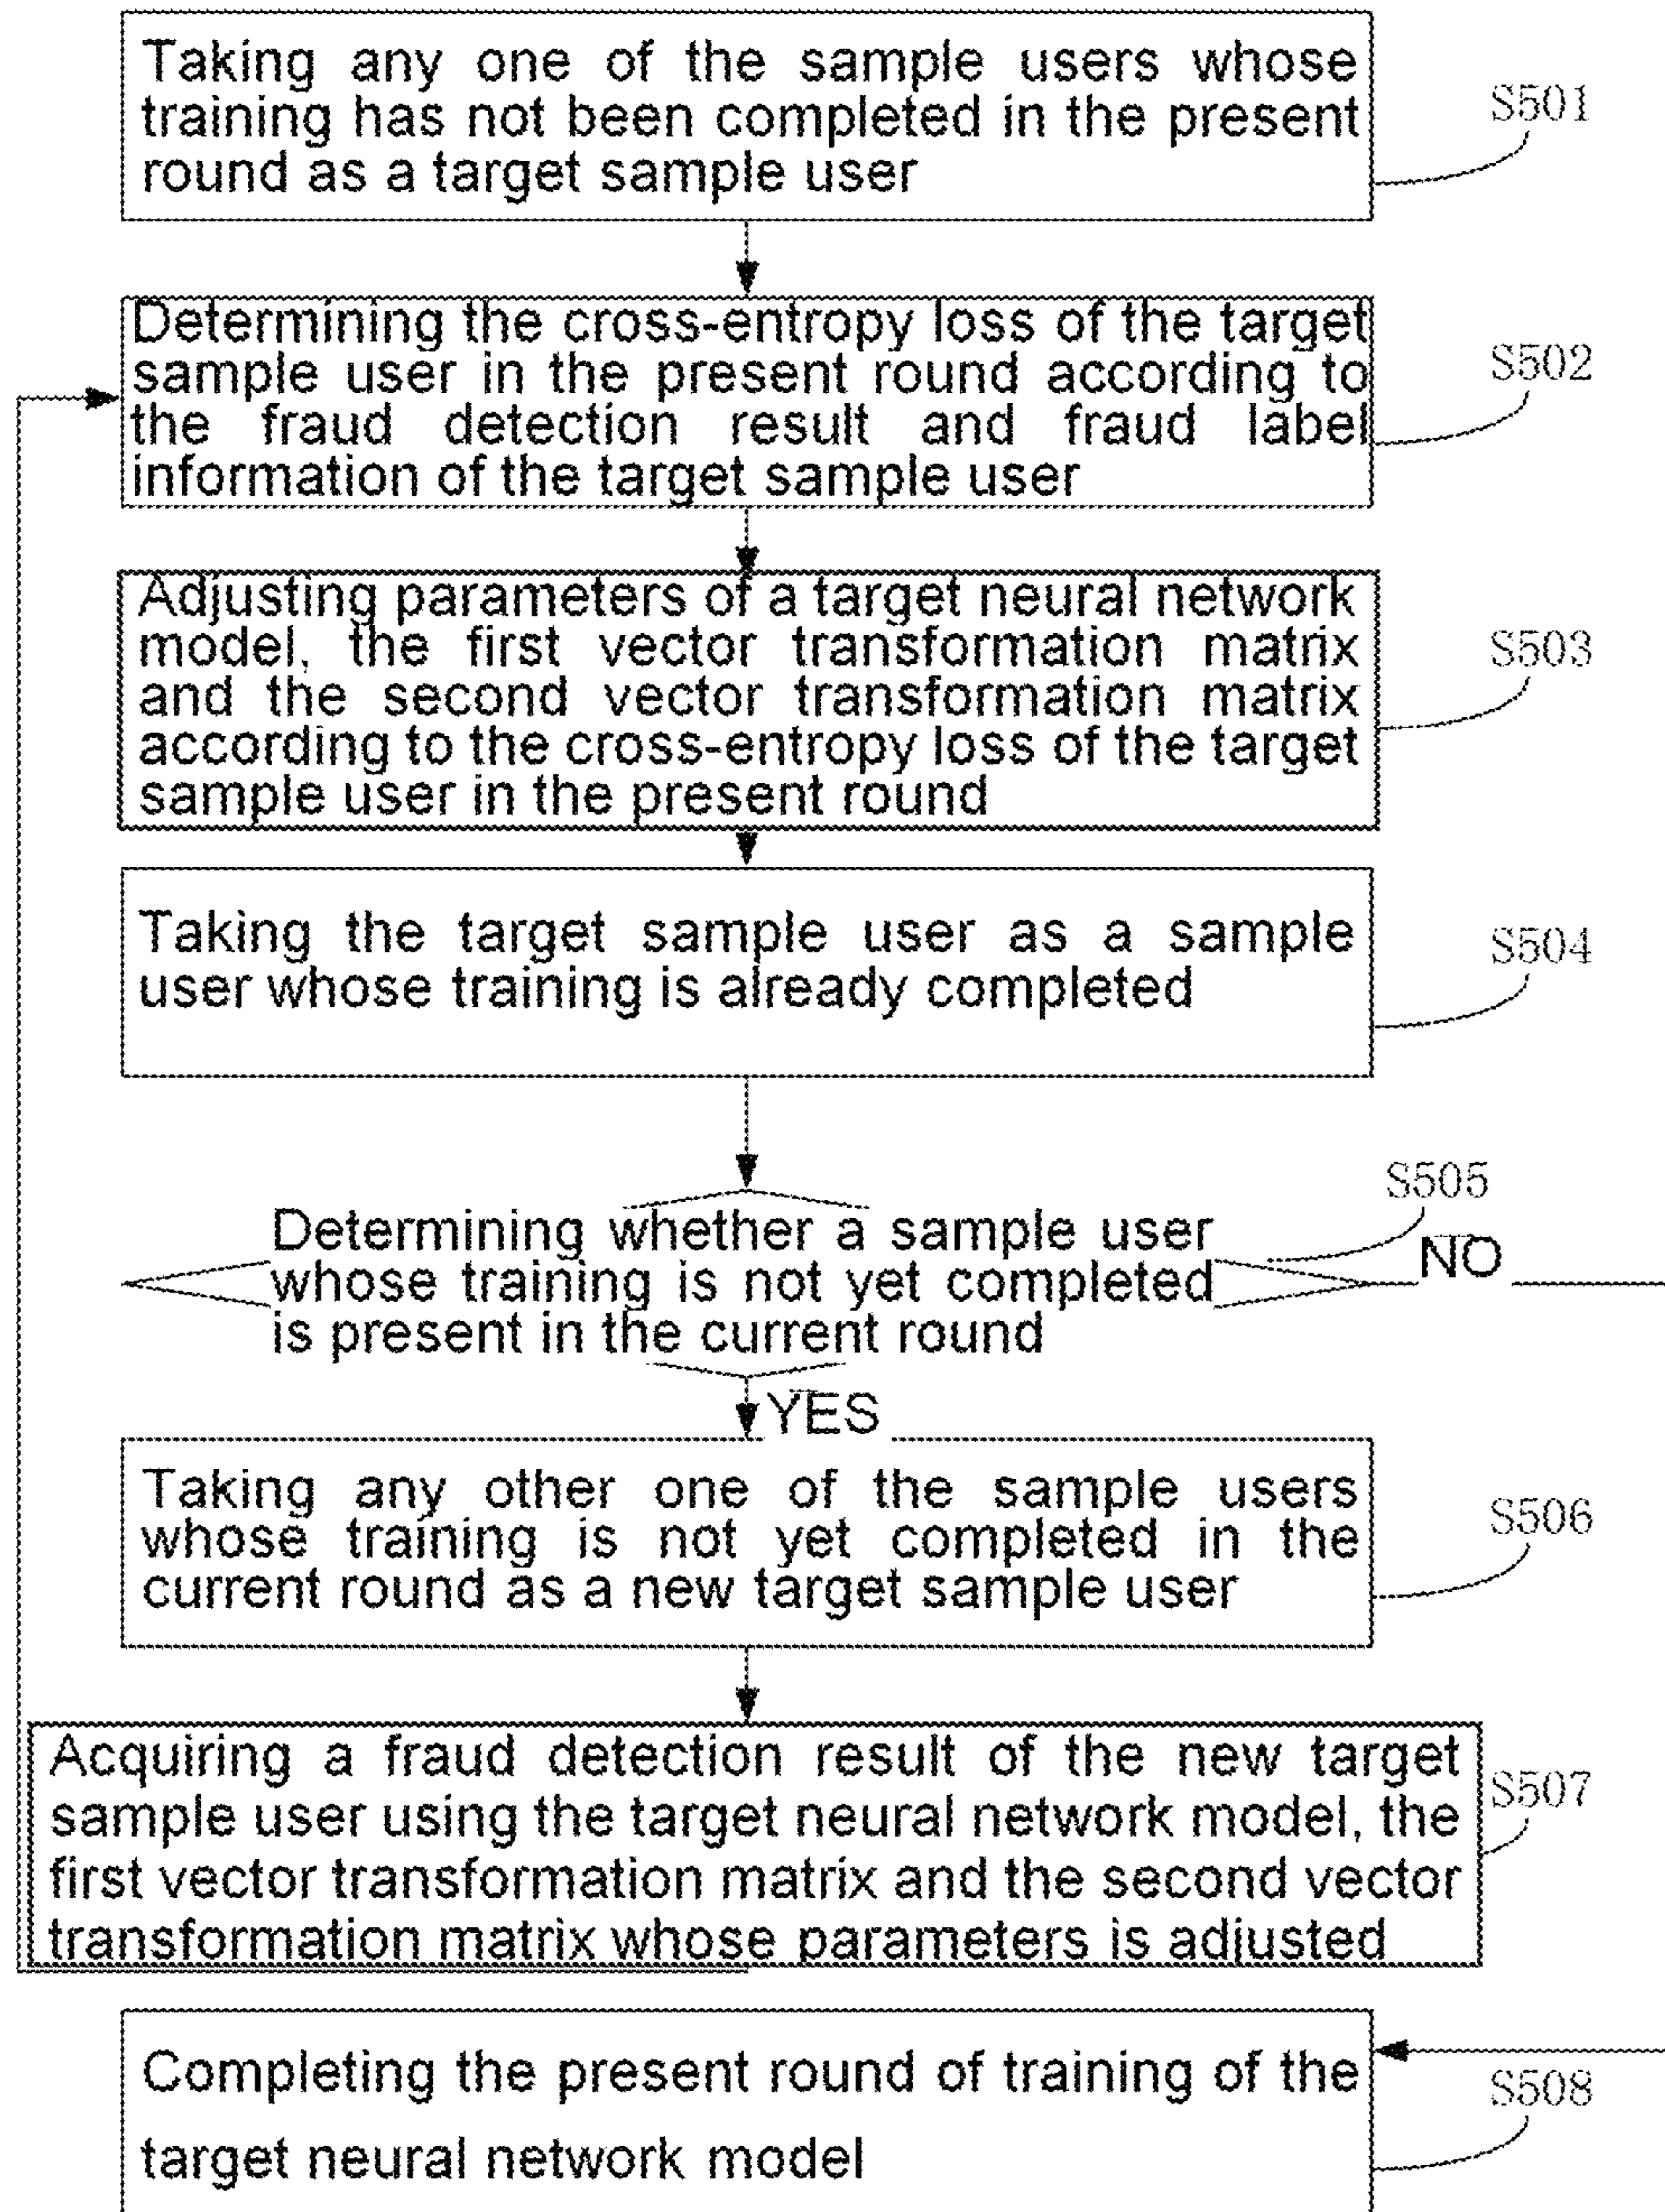 Taking any one of the sample users whose
training has not been completed in the present
round as a target sample user
S501
Determining the cross-entropy loss of the target
sample user in the present round according to
the fraud detection result and fraud label
information of the target sample user
S502
Adjusting parameters of a target neural network
model, the first vector transformation matrix
and the second vector transformation matrix
according to the cross-entropy loss of the target
sample user in the present round
S503
Taking the target sample user as a sample
user whose training is already completed
S504
Determining whether a sample user
whose training is not yet completed
is present in the current round
S505
NO
YES
Taking any other one of the sample users
whose training is not yet completed in the
current round as a new target sample user
S506
Acquiring a fraud detection result of the new target
sample user using the target neural network model, the
first vector transformation matrix and the second vector
transformation matrix whose parameters is adjusted
S507
Completing the present round of training of the
target neural network model
S508